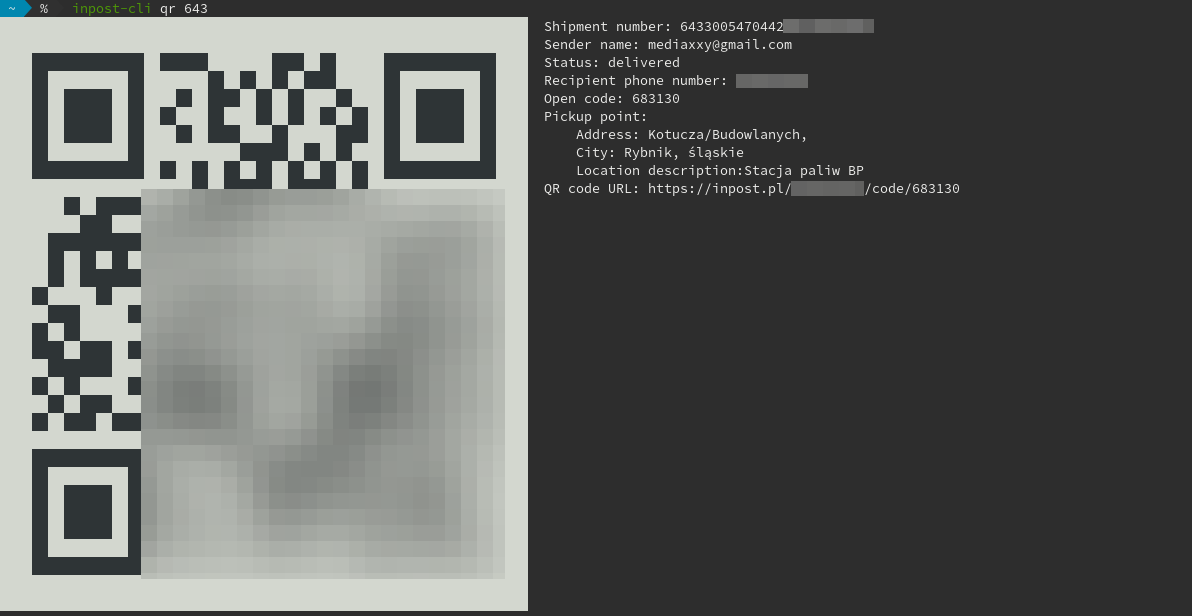 ~ % inpost-cli qr 643
Shipment number: 6433005470442
Sender name: mediaxxy@gmail.com
Status: delivered
Recipient phone number:
Open code: 683130
Pickup point:
Address: Kotucza/Budowlanych,
City: Rybnik, śląskie
Location description:Stacja paliw BP
QR code URL: https://inpost.pl/ /code/683130